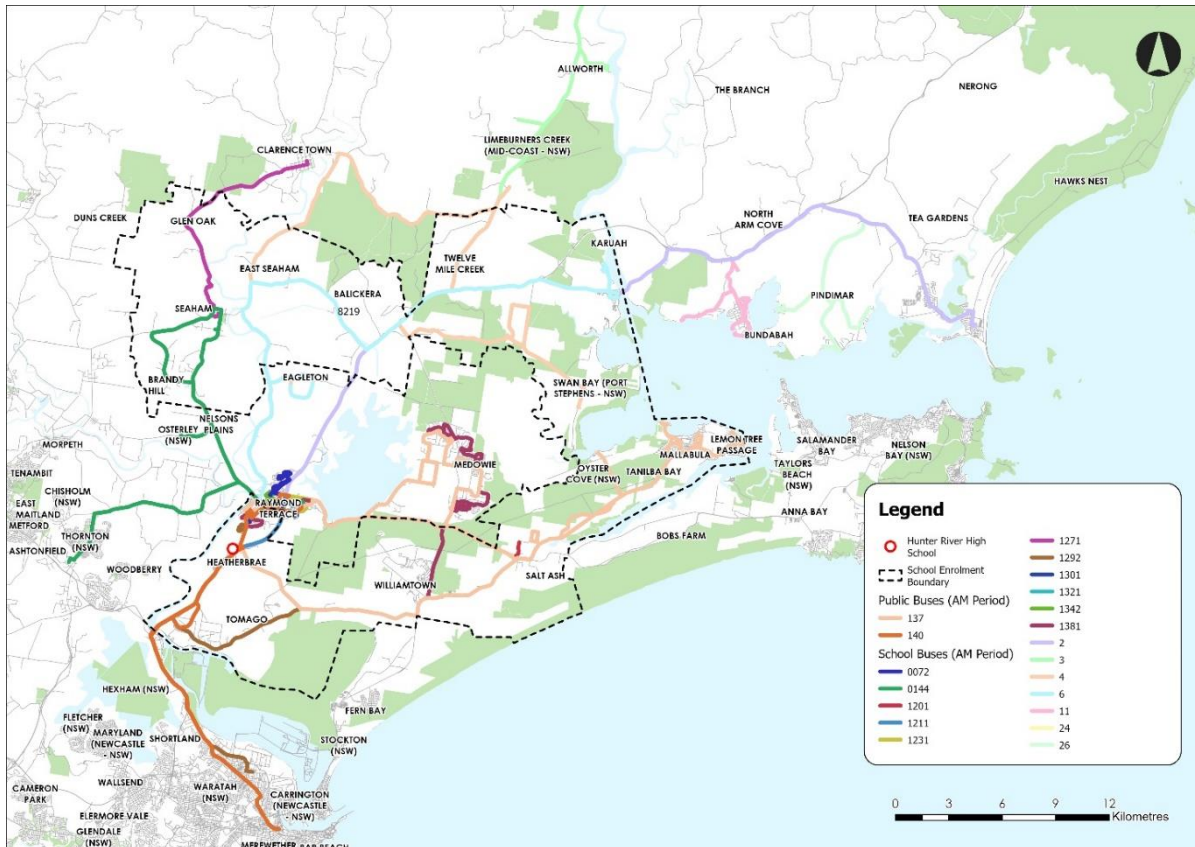 ALLWORTH
THE BRANCH
NERONG
LIMEBURNERS CREEK
(MID-COAST - NSW)
CLARENCE TOWN
HAWKS NEST
DUNS CREEK
GLEN OAK
NORTH
ARM COVE
TEA GARDENS
KARUAH
TWELVE
MILE CREEK
EAST SEAHAM
BALICKERA
8219
PINDIMAR
SEAHAM
BUNDABAH
EAGLETON
BRANDY
HILL
SWAN BAY (PORT
STEPHENS - NSW)
NELSONS
PLAINS
OSTERLEY
(NSW)
MORPETH
TENAMBIT
CHISHOLM
(NSW)
EAST
MAITLAND
METFORD
THORNTON
(NSW)
ASHTONFIELD
WOODBERRY
MEDOWIE
LEMON TREE
PASSAGE
MALLABULA
SALAMANDER
BAY
NELSON
BAY (NSW)
OYSTER
COVE (NSW)
TANILBA BAY
TAYLORS
BEACH
(NSW)
ANNA BAY
BOBS FARM
RAYMOND
TERRACE
HEATHERBRAE
WILLIAMTOWN
SALT ASH
TOMAGO
HEXHAM (NSW)
FLETCHER
(NSW)
MARYLAND
(NEWCASTLE
- NSW)
SHORTLAND
FERN BAY
STOCKTON
(NSW)
WALLSEND
CAMERON
PARK
WARATAH
(NSW)
CARRINGTON
(NEWCASTLE
- NSW)
ELERMORE VALE
GLENDALE
(NSW)
MEREWETHER
BAR BEACH
Legend
Hunter River High
School
School Enrolment
Boundary
Public Buses (AM Period)
137
140
School Buses (AM Period)
0072
0144
1201
1211
1231
1271
1292
1301
1321
1342
1381
2
3
4
6
11
24
26
0 3 6 9 12
Kilometres